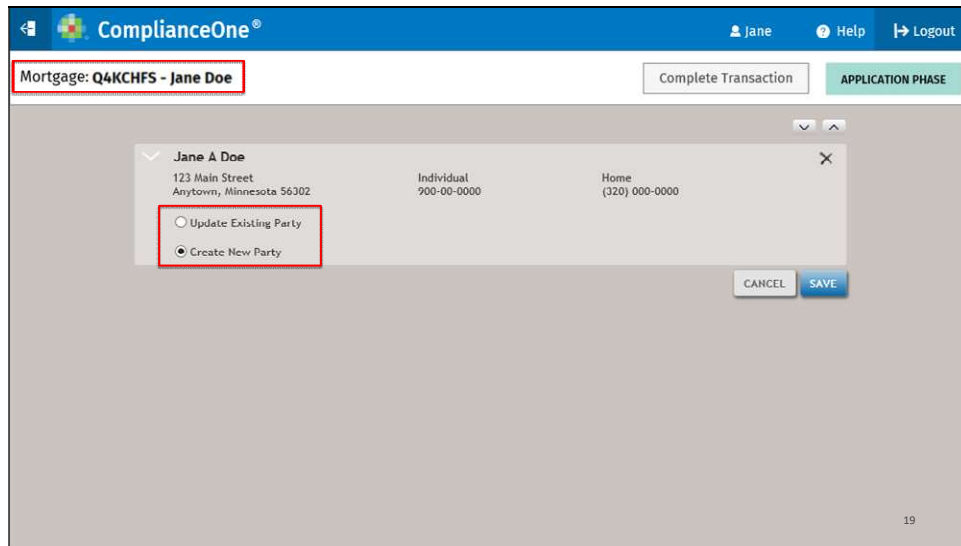 ComplianceOne®
Jane
Help
Logout
Mortgage: Q4KCHFS - Jane Doe
Complete Transaction
APPLICATION PHASE
Jane A Doe
123 Main Street
Individual
Home
Anytown, Minnesota 56302
900-00-0000
(320) 000-0000
Update Existing Party
Create New Party
CANCEL
SAVE
19